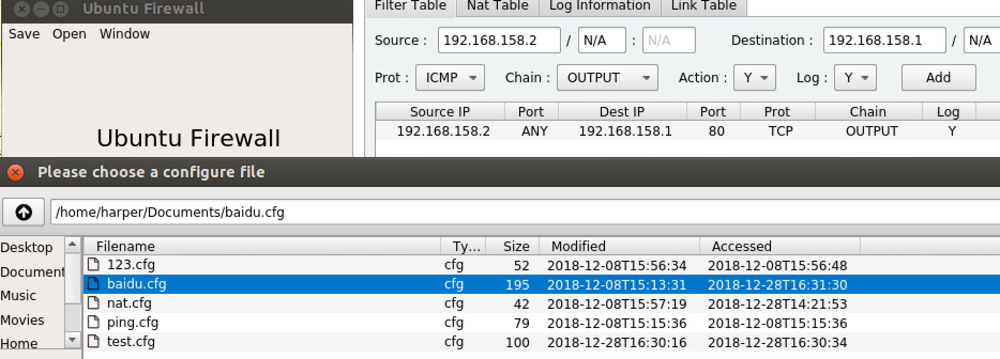 Ubuntu Firewall
Save Open Window
Ubuntu Firewall
Filter Table Nat Table Log Information Link Table
Source : 192.168.158.2 / N/A : N/A Destination : 192.168.158.1 / N/A
Prot : ICMP Chain : OUTPUT Action : Y Log : Y Add
Source IP Port Dest IP Port Prot Chain Log
192.168.158.2 ANY 192.168.158.1 80 TCP OUTPUT Y
Please choose a configure file
/home/harper/Documents/baidu.cfg
Desktop
Document
Music
Movies
Home
Filename Ty... Size Modified Accessed
123.cfg cfg 52 2018-12-08T15:56:34 2018-12-08T15:56:48
baidu.cfg cfg 195 2018-12-08T15:13:31 2018-12-28T16:31:30
nat.cfg cfg 42 2018-12-08T15:57:19 2018-12-28T14:21:53
ping.cfg cfg 79 2018-12-08T15:15:36 2018-12-08T15:15:36
test.cfg cfg 100 2018-12-28T16:30:16 2018-12-28T16:30:34